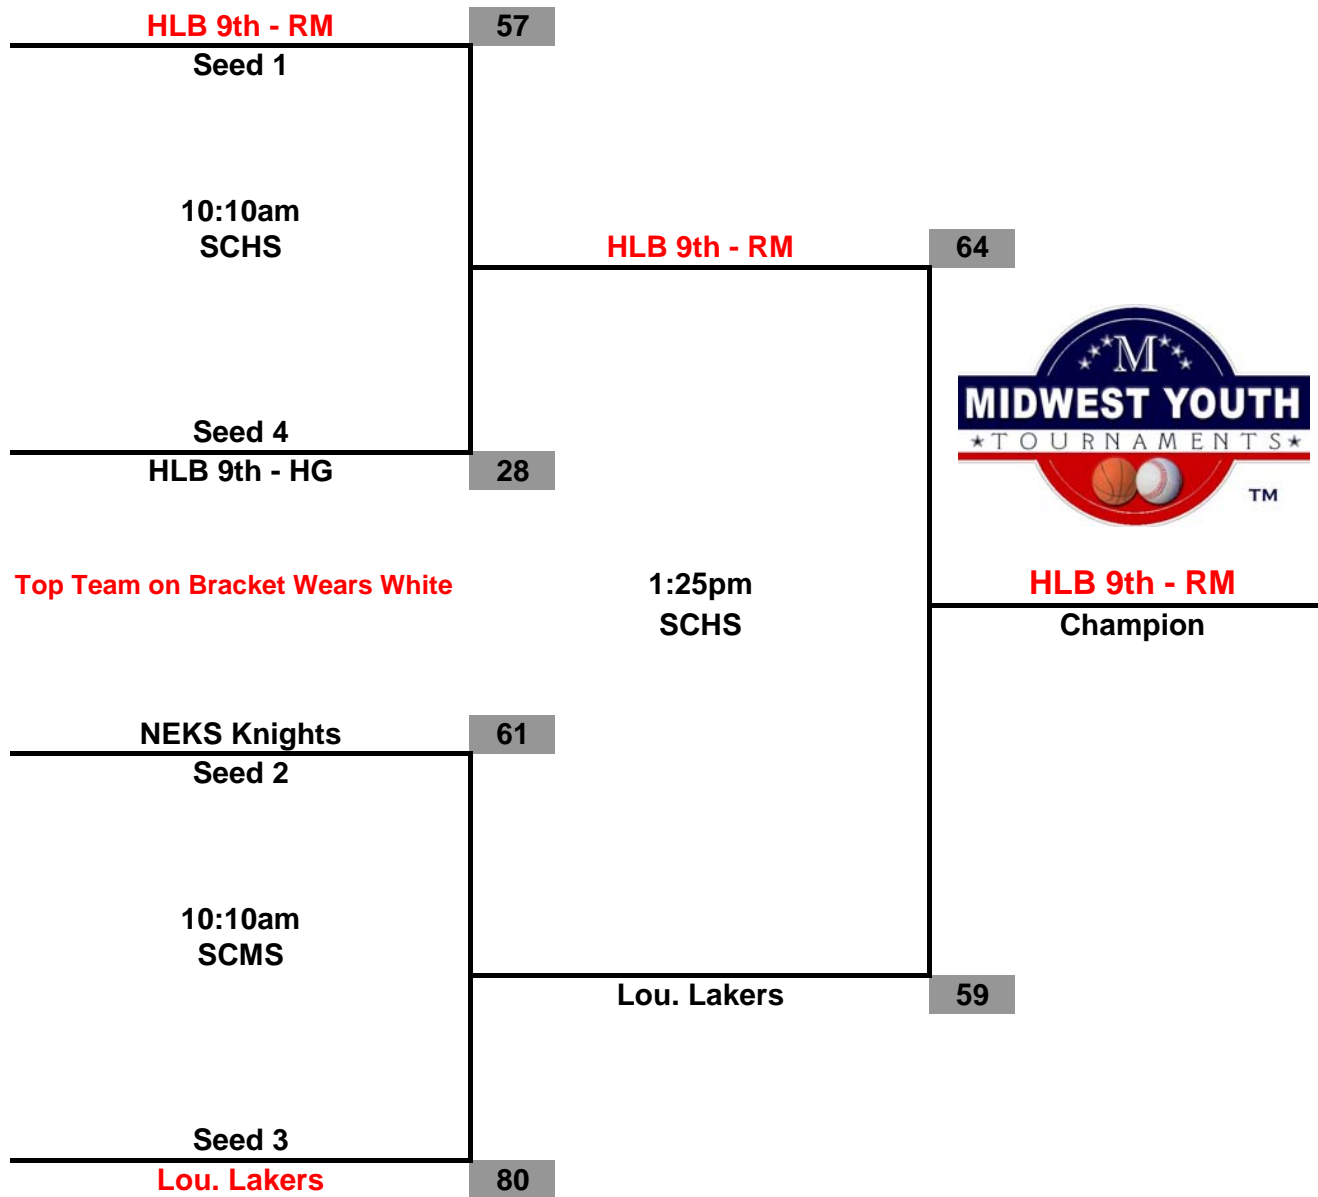 HLB 9th - RM 57
Seed 1
10:10am
SCHS
HLB 9th - RM 64
M
MIDWEST YOUTH
TOURNAMENTS
TM
Seed 4
HLB 9th - HG 28
Top Team on Bracket Wears White
1:25pm
SCHS
HLB 9th - RM
Champion
NEKS Knights 61
Seed 2
10:10am
SCMS
Lou. Lakers 59
Seed 3
Lou. Lakers 80